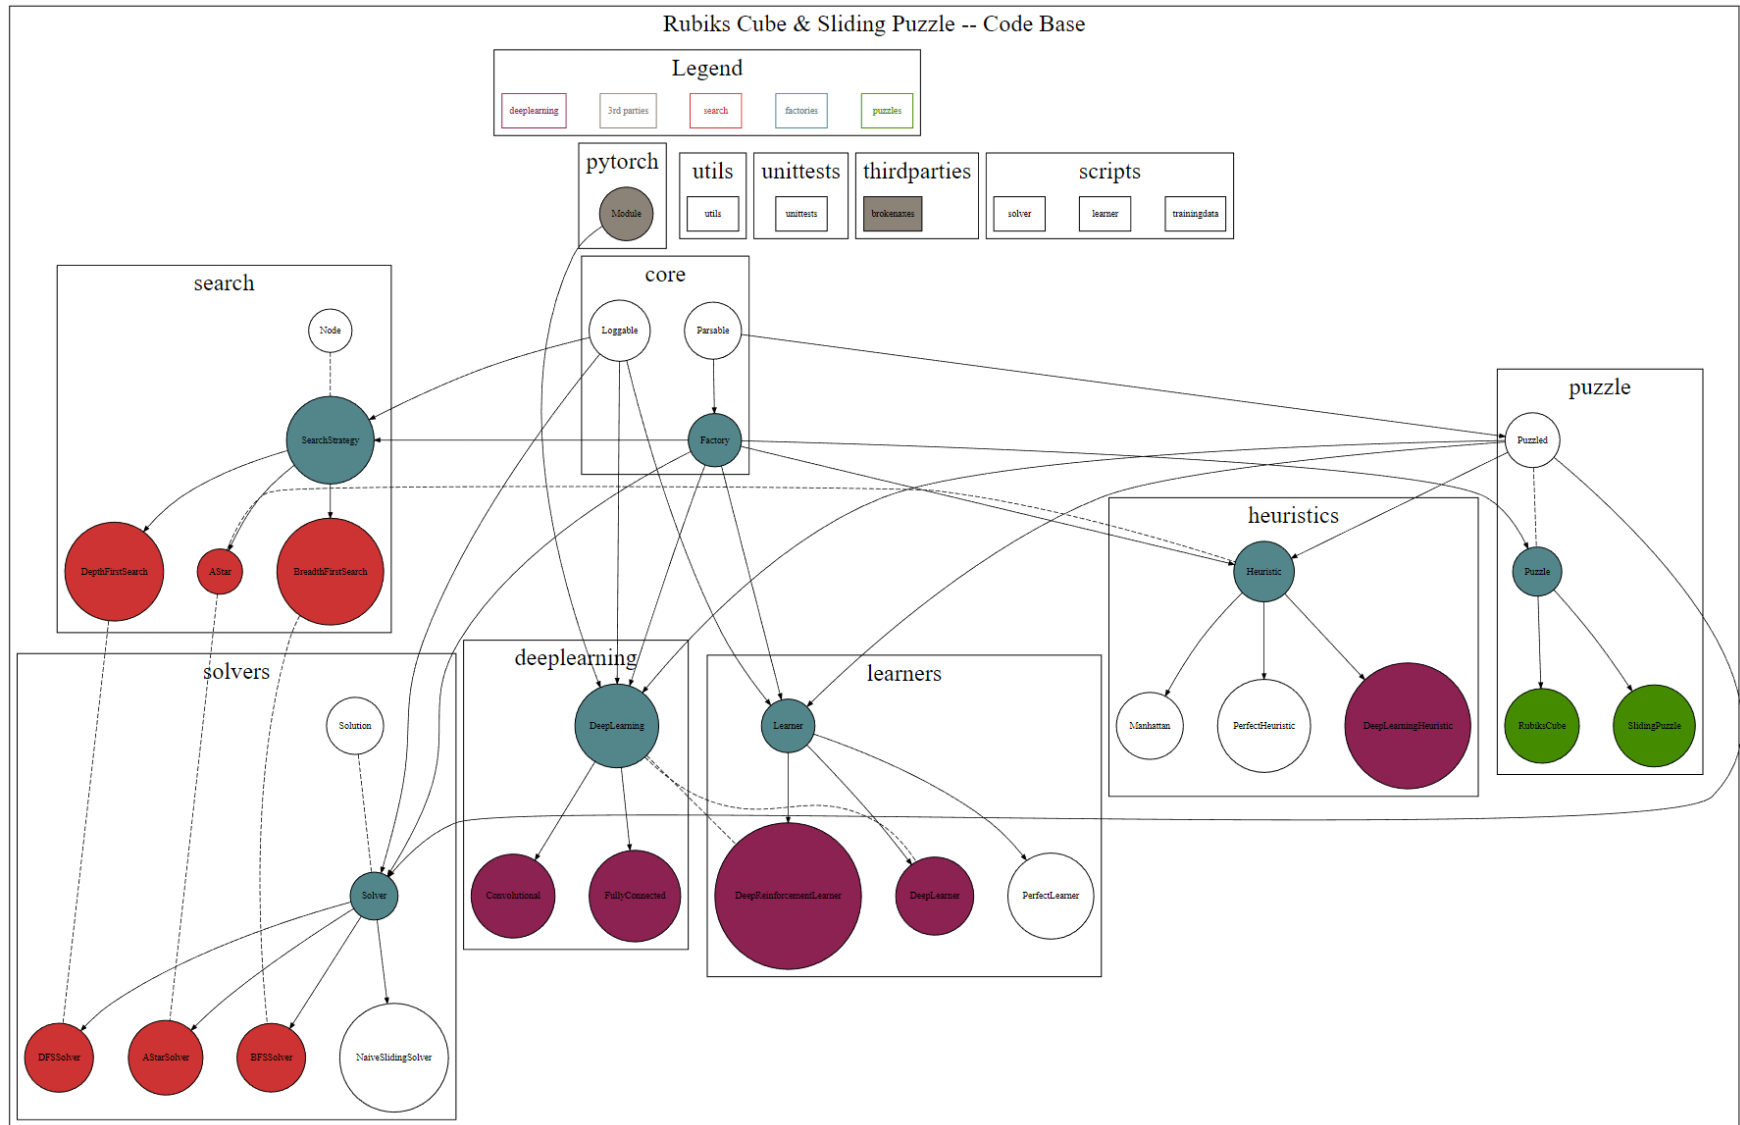 Rubiks Cube & Sliding Puzzle -- Code Base
Legend
deeplearning
3rd parties
search
factories
puzzles
pytorch
Module
utils
utils
unittests
unittests
thirdparties
brokenaxes
scripts
solver
learner
trainingdata
search
Node
SearchStrategy
DepthFirstSearch
AStar
BreadthFirstSearch
core
Loggable
Parsable
Factory
puzzle
Puzzled
Puzzle
RubiksCube
SlidingPuzzle
heuristics
Heuristic
Manhattan
PerfectHeuristic
DeepLearningHeuristic
solvers
Solution
Solver
DFSSolver
AStarSolver
BFSSolver
NaiveSlidingSolver
deeplearning
DeepLearning
Convolutional
FullyConnected
learners
Learner
DeepReinforcementLearner
DeepLearner
PerfectLearner